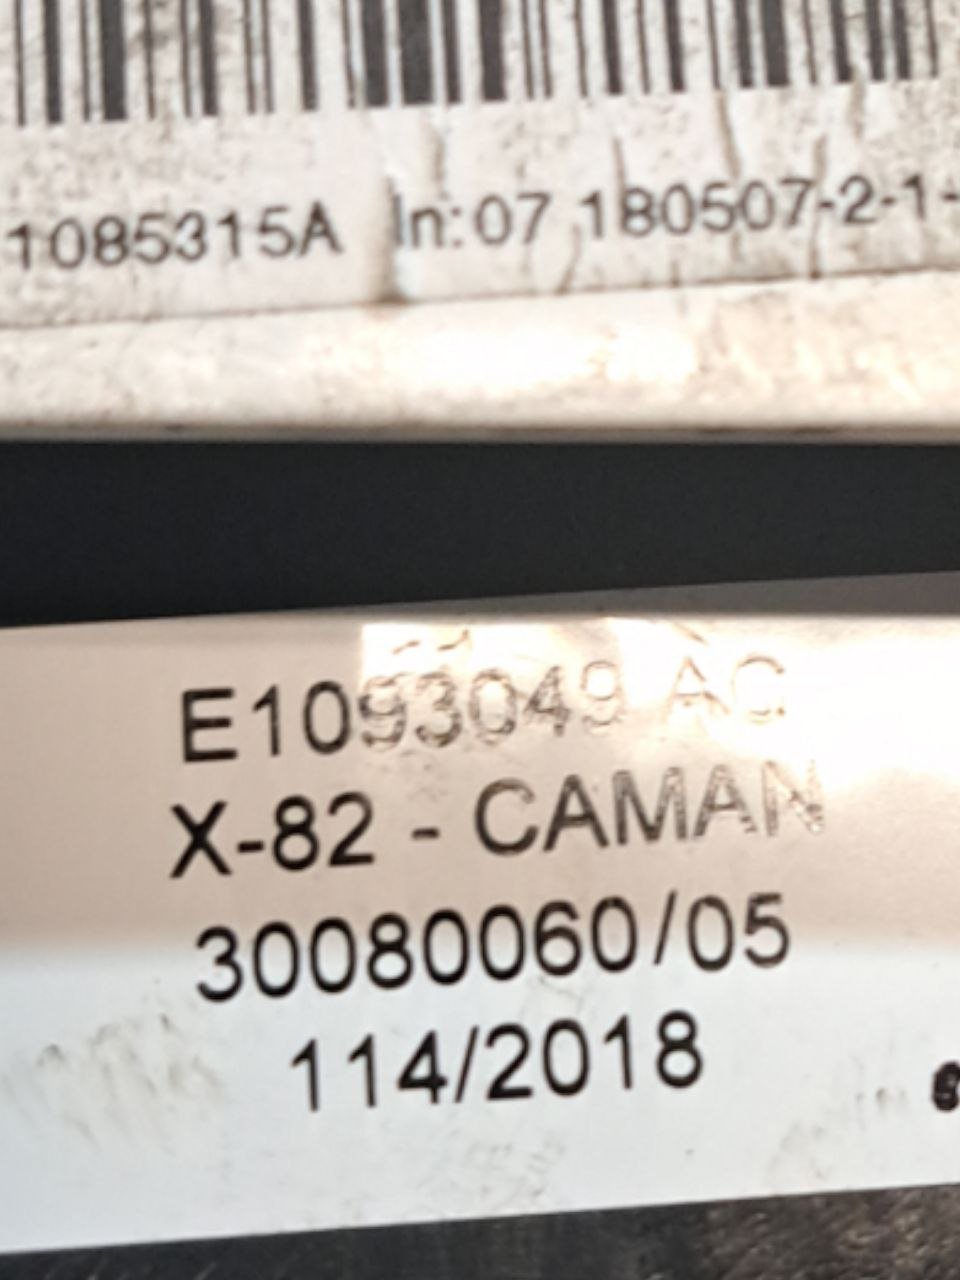 1085315A In:07 180507-2-1-
E1093049 AC
X-82 - CAMAN
30080060/05
114/2018